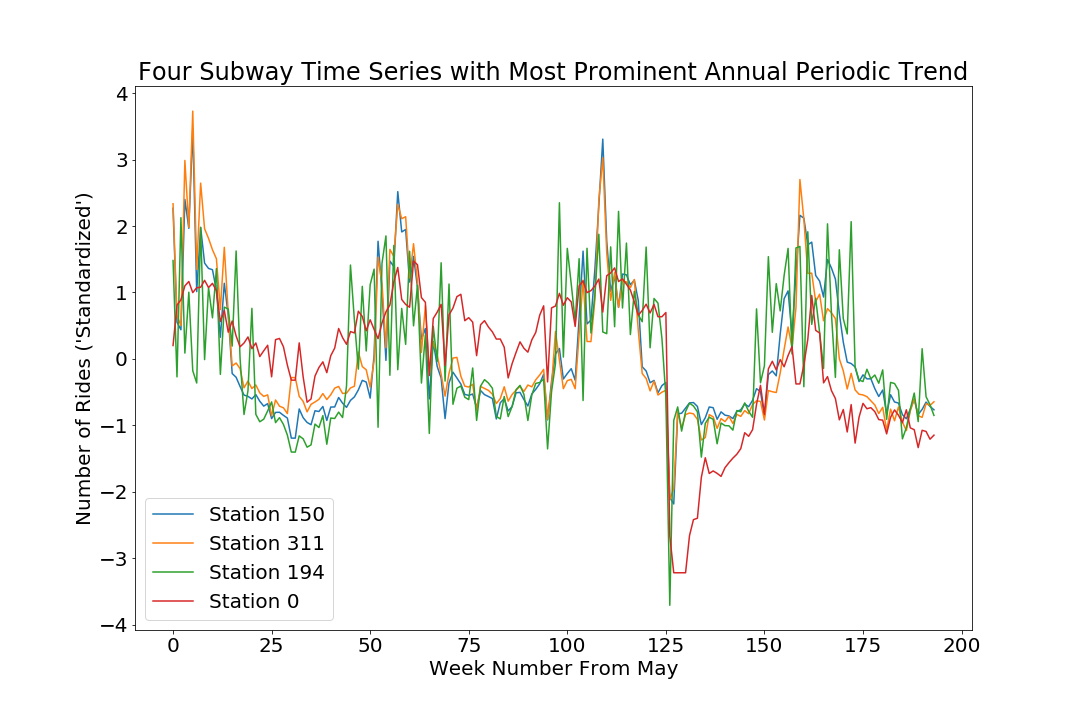 Four Subway Time Series with Most Prominent Annual Periodic Trend
4
3
2
1
0
−1
−2
−3
−4
Number of Rides ('Standardized')
Station 150
Station 311
Station 194
Station 0
0 25 50 75 100 125 150 175 200
Week Number From May